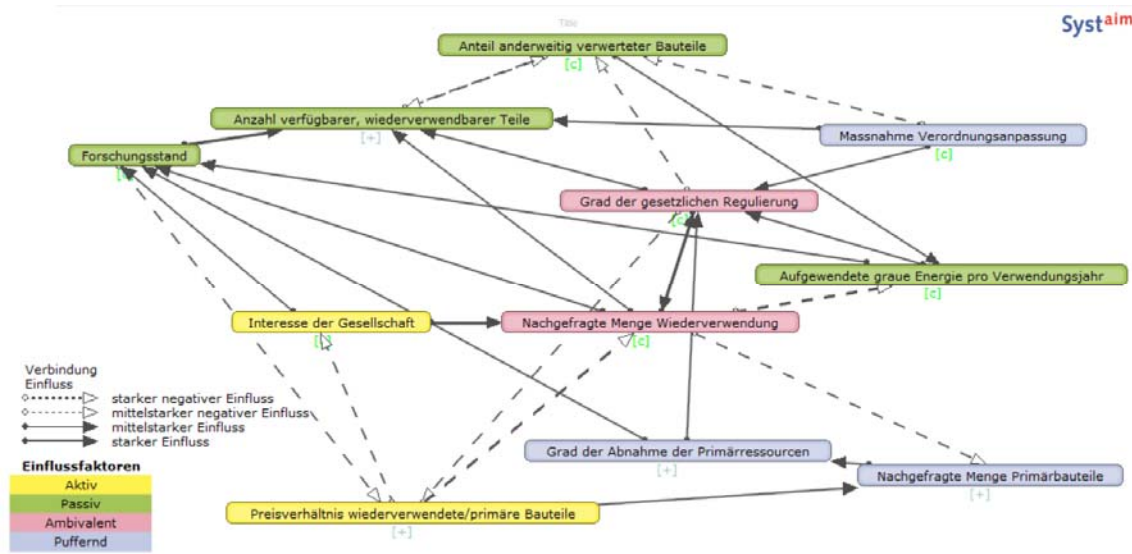 Title
Syst aim
Anteil anderweitig verwerteter Bauteile
[c]
Anzahl verfügbarer, wiederverwendbarer Teile
[+]
Massnahme Verordnungsanpassung
[c]
Forschungsstand
Grad der gesetzlichen Regulierung
[c]
Aufgewendete graue Energie pro Verwendungsjahr
[c]
Interesse der Gesellschaft
Nachgefragte Menge Wiederverwendung
[c]
Verbindung
Einfluss
starker negativer Einfluss
mittelstarker negativer Einfluss
mittelstarker Einfluss
starker Einfluss
Grad der Abnahme der Primärressourcen
[+]
Nachgefragte Menge Primärbauteile
[+]
Einflussfaktoren
Aktiv
Passiv
Ambivalent
Puffernd
Preisverhältnis wiederverwendete/primäre Bauteile
[+]